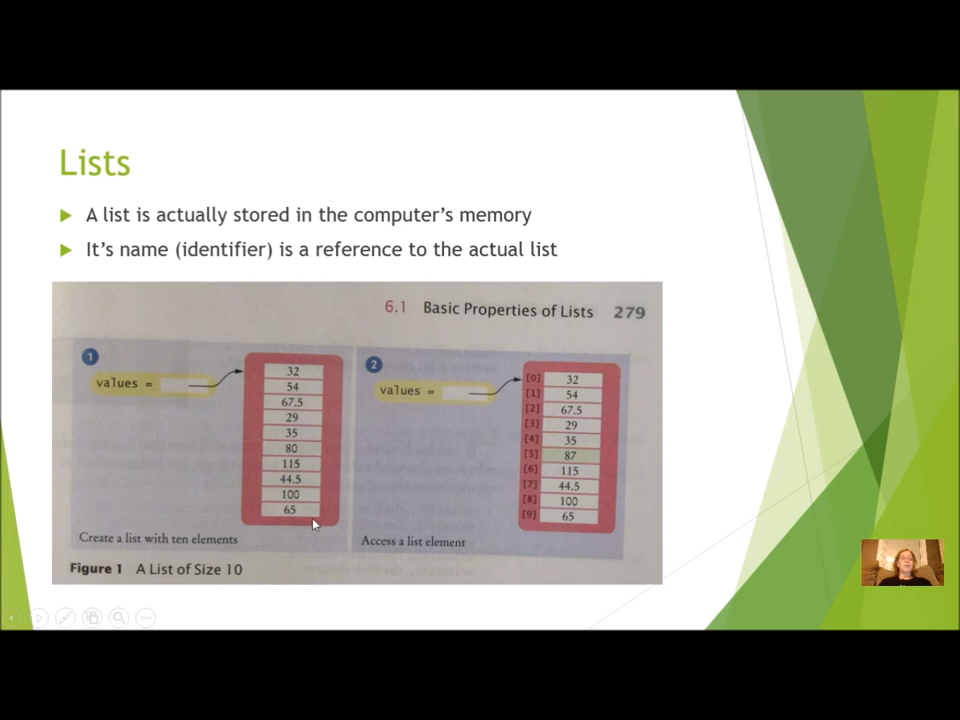 Lists
A list is actually stored in the computer's memory
It's name (identifier) is a reference to the actual list
6.1 Basic Properties of Lists 279
1
values =
32
54
67.5
29
35
80
115
44.5
100
65
Create a list with ten elements
2
values =
[0] 32
[1] 54
[2] 67.5
[3] 29
[4] 35
[5] 87
[6] 115
[7] 44.5
[8] 100
[9] 65
Access a list element
Figure 1 A List of Size 10